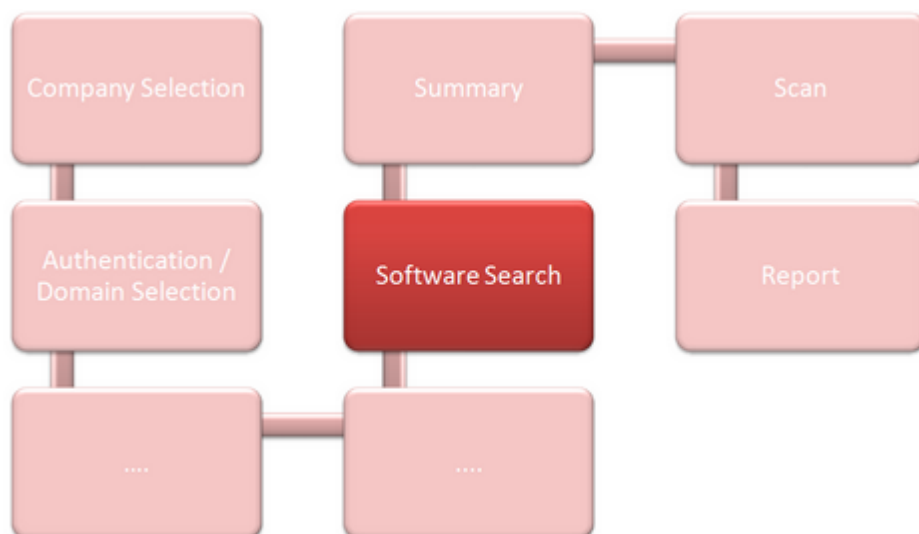 Company Selection
Authentication /
Domain Selection
....
....
Software Search
Summary
Scan
Report